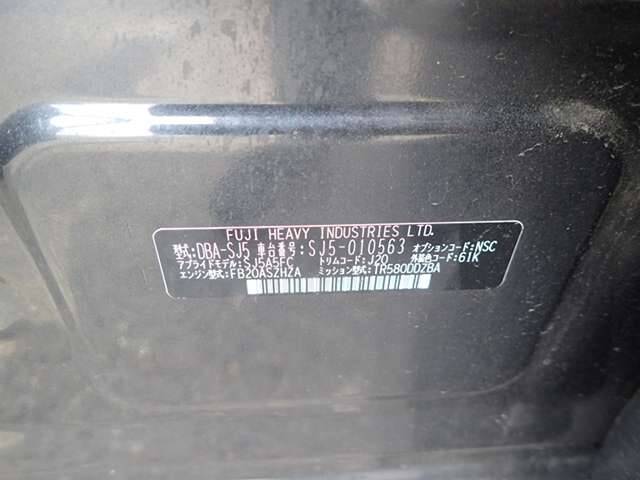 FUJI HEAVY INDUSTRIES LTD.
型式:DBA-SJ5 車台番号:SJ5-010563 オプションコード:NSC
アプライドモデル:SJ5A5FC トリムコード:J20 外装色コード:61K
エンジン型式:FB20ASZHZA ミッション型式:TR580DDZBA